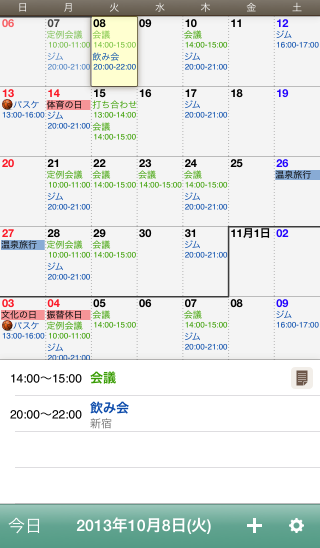 日 月 火 水 木 金 土
06 07 08 09 10 11 12
定例会議 会議 会議 ジム
10:00-11:00 14:00-15:00 14:00-15:00 16:00-17:00
ジム 飲み会 ジム
20:00-21:00 20:00-22:00 20:00-21:00
13 14 15 16 17 18 19
バスケ 体育の日 打ち合わせ ジム
13:00-16:00 ジム 13:00-14:00 20:00-21:00
20:00-21:00 会議
14:00-15:00
20 21 22 23 24 25 26
定例会議 会議 会議 会議 温泉旅行
10:00-11:00 14:00-15:00 14:00-15:00 14:00-15:00
ジム ジム
20:00-21:00 20:00-21:00
27 28 29 30 31 11月1日 02
温泉旅行 定例会議 会議 ジム
10:00-11:00 14:00-15:00 20:00-21:00
ジム
20:00-21:00
03 04 05 06 07 08 09
文化の日 振替休日 会議 会議 ジム
バスケ 定例会議 14:00-15:00 14:00-15:00 16:00-17:00
13:00-16:00 10:00-11:00 ジム
ジム 20:00-21:00
20:00-21:00
14:00〜15:00 会議
20:00〜22:00 飲み会
新宿
今日 2013年10月8日(火)